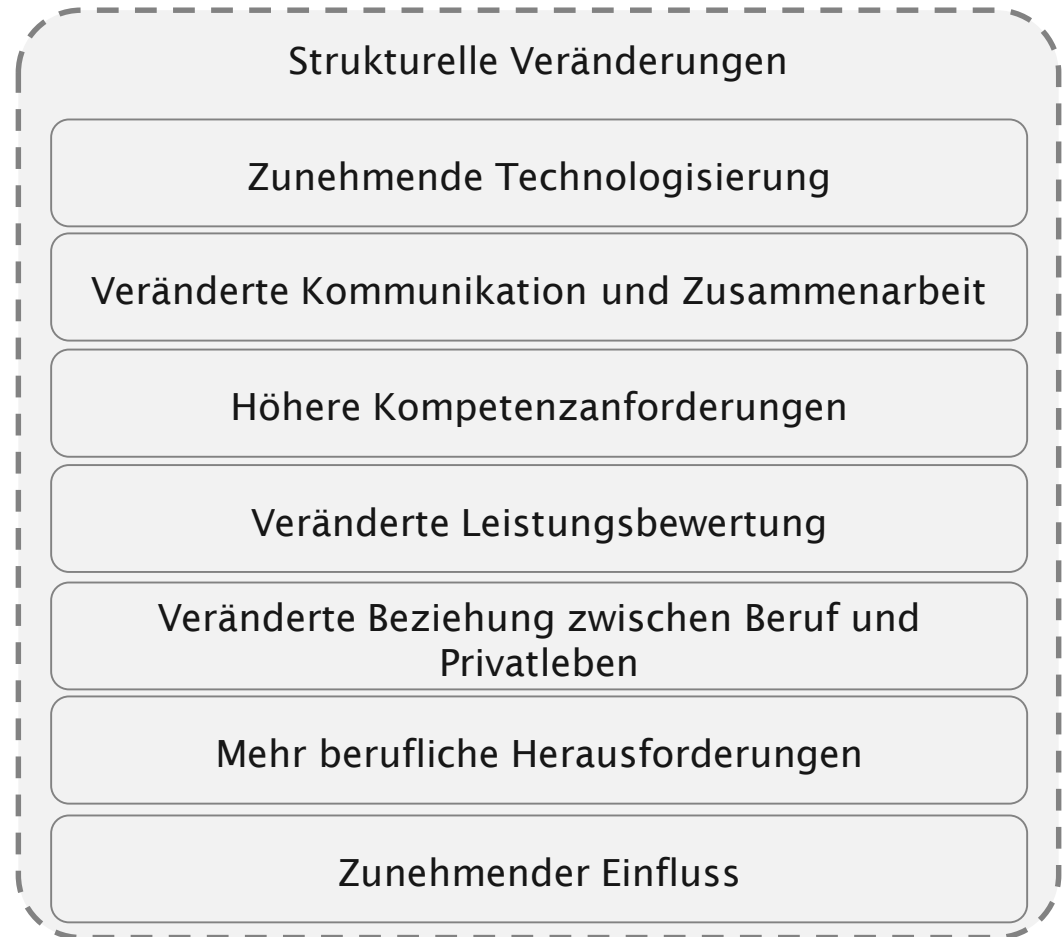 Strukturelle Veränderungen
Zunehmende Technologisierung
Veränderte Kommunikation und Zusammenarbeit
Höhere Kompetenzanforderungen
Veränderte Leistungsbewertung
Veränderte Beziehung zwischen Beruf und
Privatleben
Mehr berufliche Herausforderungen
Zunehmender Einfluss